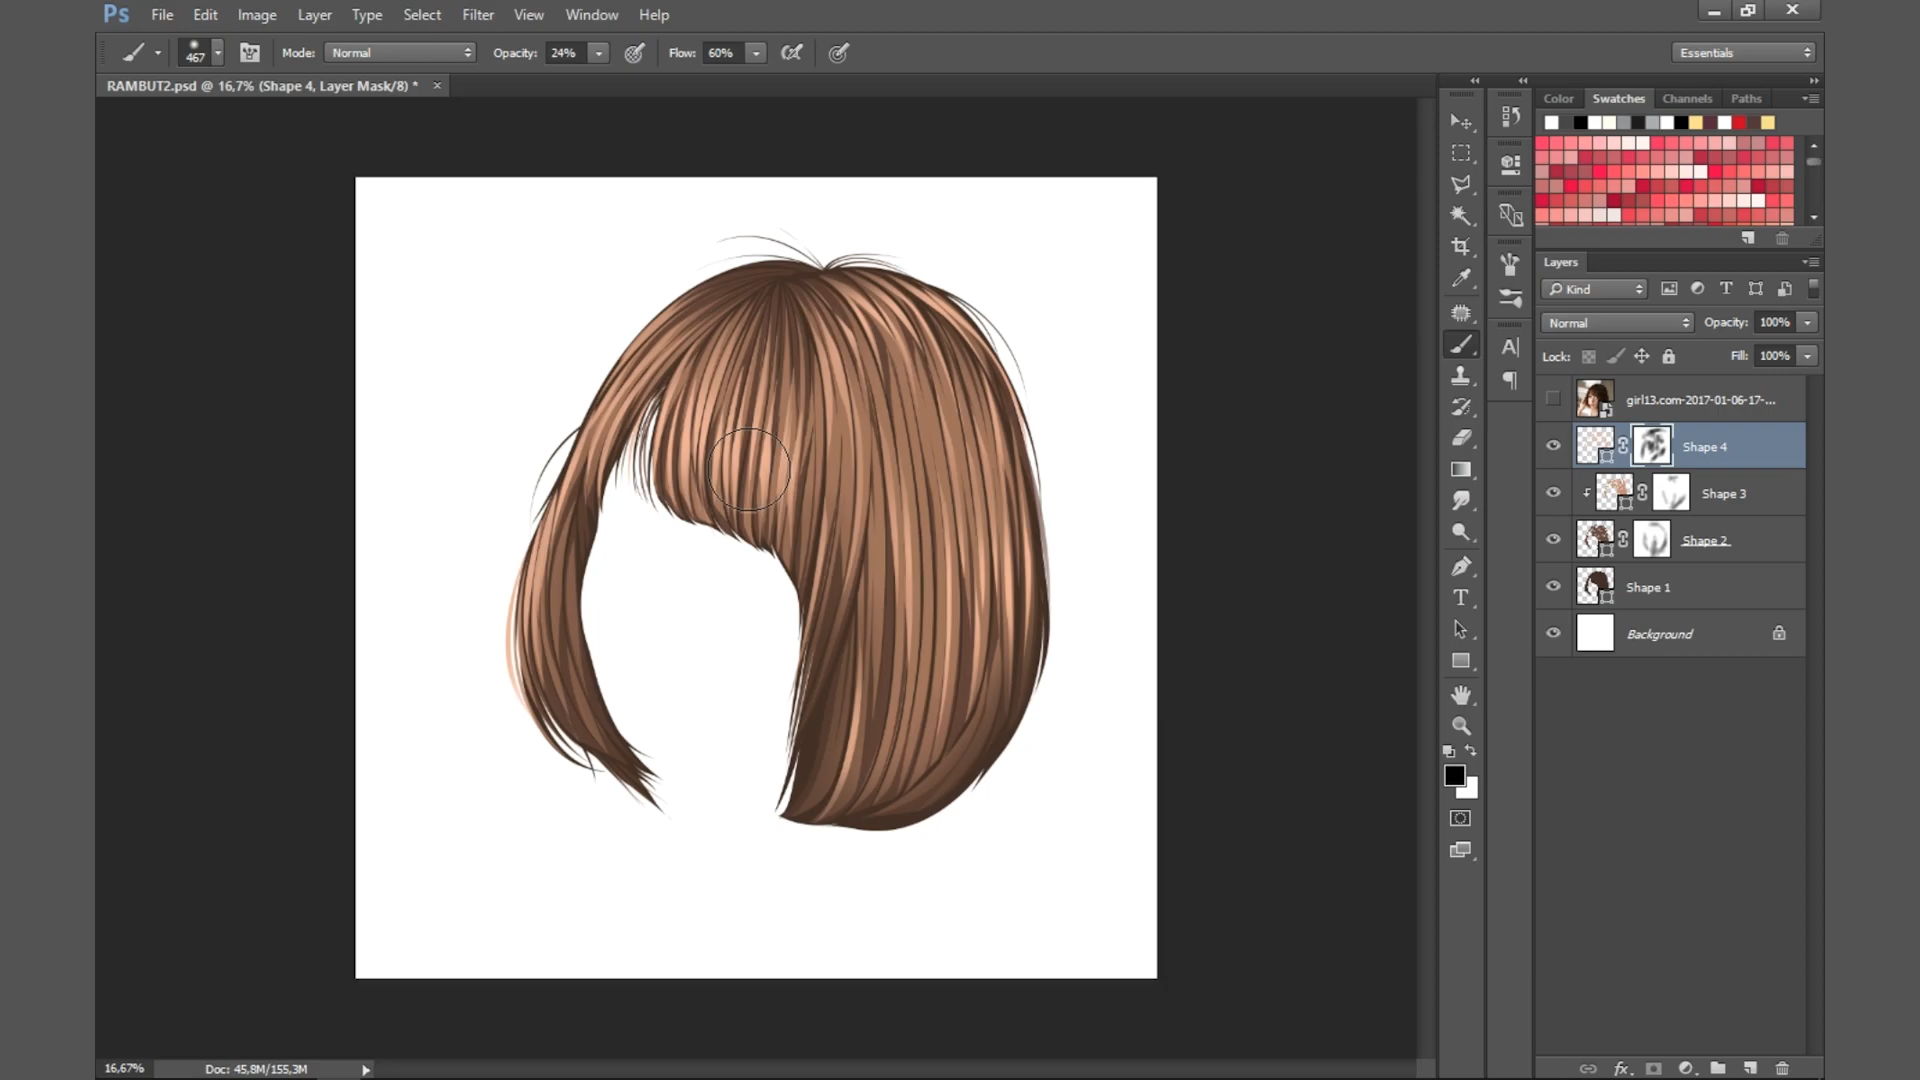 Ps File Edit Image Layer Type Select Filter View Window Help
467 Mode: Normal Opacity: 24% Flow: 60% Essentials
RAMBUT2.psd @ 16,7% (Shape 4, Layer Mask/8) * ×
Color Swatches Channels Paths
Layers
Kind T
Normal Opacity: 100%
Lock: Fill: 100%
girl13.com-2017-01-06-17-...
Shape 4
Shape 3
Shape 2
Shape 1
Background
A
T
fx
16,67% Doc: 45,8M/155,3M